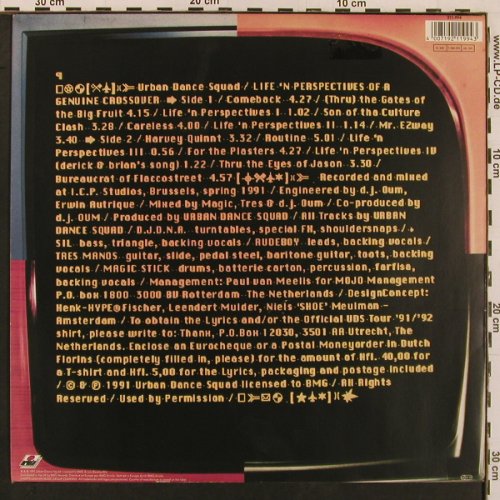 30 cm
20 cm
10 cm
211 994
4 007192 119943
www.LP-CD.de
10 cm
20 cm
30 cm
Urban Dance Squad / LIFE 'N PERSPECTIVES OF A
GENUINE CROSSOVER Side 1 / Comeback 4.27 / (Thru) the Gates of
the Big Fruit 4.15 / Life 'n Perspectives I 1.02 / Son of tha Culture
Clash 3.28 / Careless 4.00 / Life 'n Perspectives II 1.14 / Mr. EZway
3.40 Side 2 / Harvey Quinnt 3.32 / Routine 5.01 / Life 'n
Perspectives III 0.56 / For the Plasters 4.27 / Life 'n Perspectives IV
(derick & brian's song) 1.22 / Thru the Eyes of Jason 3.30 /
Bureaucrat of Flaccostreet 4.57 Recorded and mixed
at I.C.P. Studios, Brussels, spring 1991 / Engineered by d.j. Oum,
Erwin Autrique / Mixed by Magic, Tres & d.j. Oum / Co-produced by
d.j. OUM / Produced by URBAN DANCE SQUAD / All Tracks by URBAN
DANCE SQUAD / D.J.D.N.A. turntables, special FX, shouldersnaps /
SIL bass, triangle, backing vocals / RUDEBOY leads, backing vocals /
TRES MANOS guitar, slide, pedal steel, baritone guitar, toots, backing
vocals / MAGIC STICK drums, batterie carton, percussion, farfisa,
backing vocals / Management: Paul van Meelis for MOJO Management
P.O. box 1800 - 3000 BV Rotterdam The Netherlands / DesignConcept:
Henk-HYPE@Fischer, Leendert Mulder, Niels 'SHOE' Meulman -
Amsterdam / To obtain the Lyrics and/or the Official UDS Tour '91/'92
shirt, please write to: Thank, P.O.Box 12030, 3501 AA Utrecht, The
Netherlands. Enclose an Eurocheque or a Postal Moneyorder in Dutch
Florins (completely filled in, please) for the amount of Hfl. 40,00 for
a T-shirt and Hfl. 5,00 for the Lyrics, packaging and postage included
/ © & ℗ 1991 Urban Dance Squad licensed to BMG / All Rights
Reserved / Used by Permission /